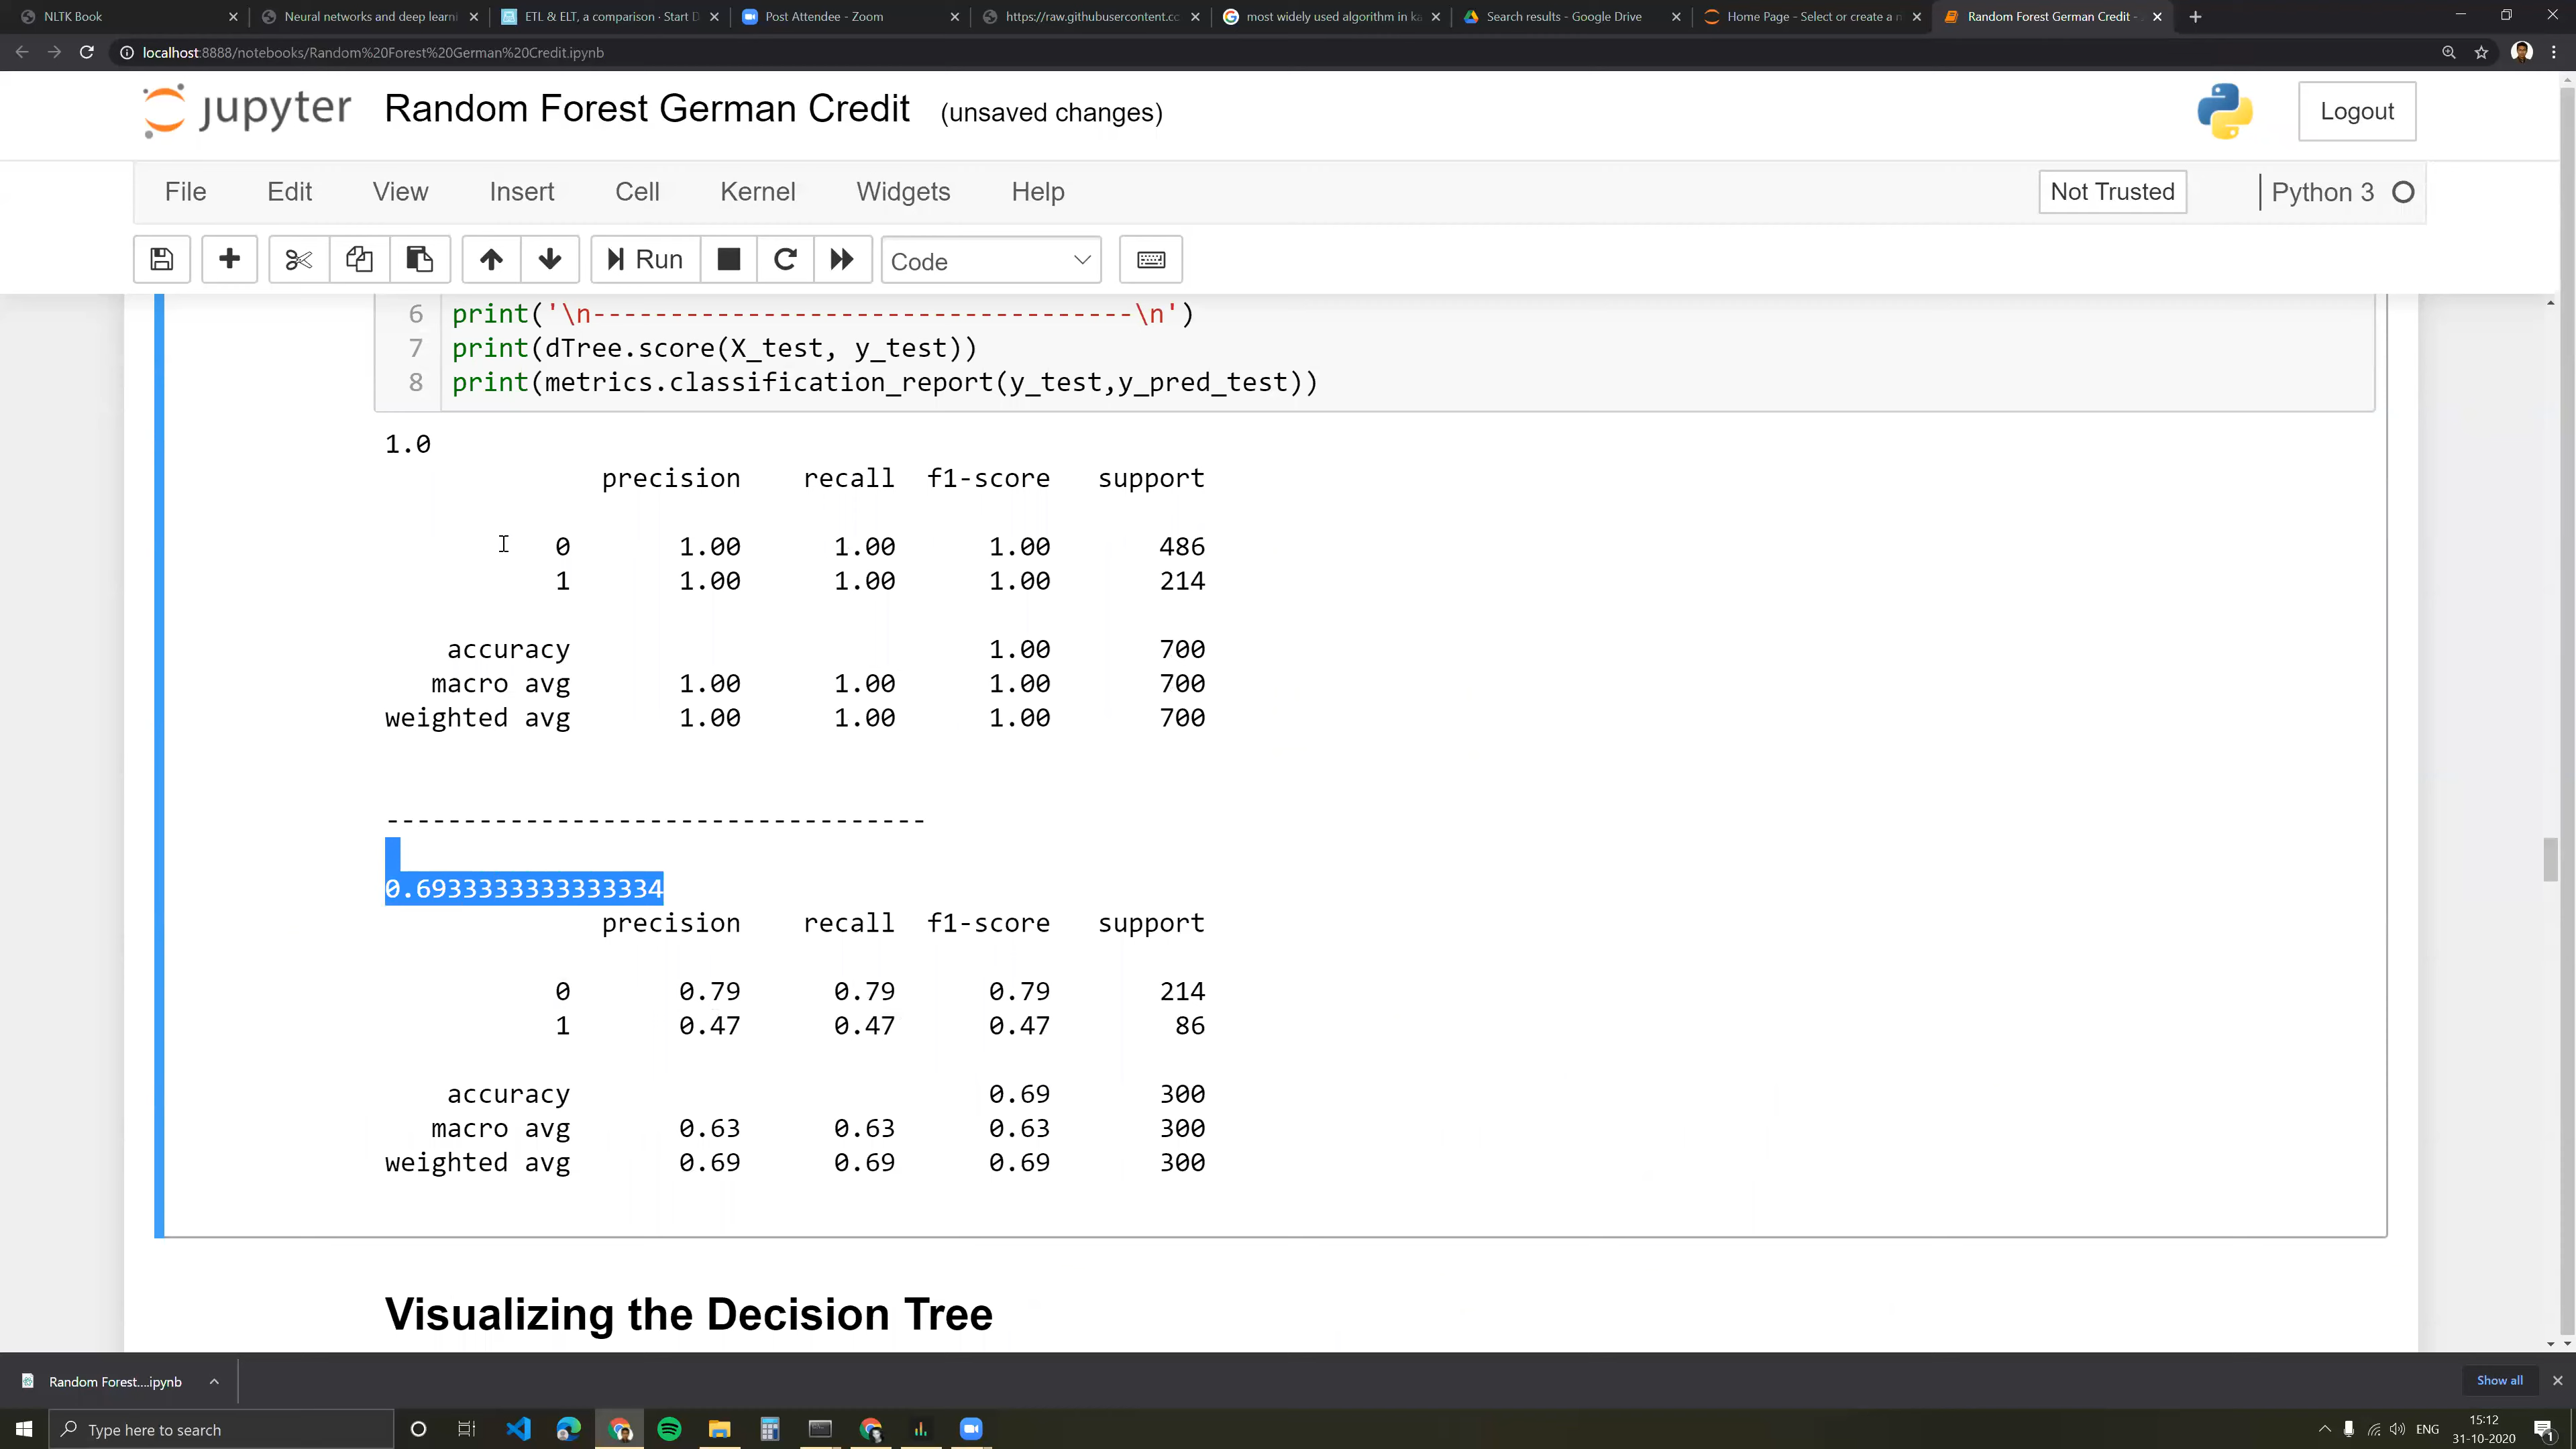 NLTK Book
Neural networks and deep learni
ETL & ELT, a comparison · Start D
Post Attendee - Zoom
https://raw.githubusercontent.cc
most widely used algorithm in ka
Search results - Google Drive
Home Page - Select or create a n
Random Forest German Credit -
localhost:8888/notebooks/Random%20Forest%20German%20Credit.ipynb
jupyter Random Forest German Credit (unsaved changes)
Logout
File Edit View Insert Cell Kernel Widgets Help
Not Trusted
Python 3
Run
Code
6 print('\n-----------------------------------\n')
7 print(dTree.score(X_test, y_test))
8 print(metrics.classification_report(y_test,y_pred_test))
1.0
precision recall f1-score support
0 1.00 1.00 1.00 486
1 1.00 1.00 1.00 214
accuracy 1.00 700
macro avg 1.00 1.00 1.00 700
weighted avg 1.00 1.00 1.00 700
-----------------------------------
0.6933333333333334
precision recall f1-score support
0 0.79 0.79 0.79 214
1 0.47 0.47 0.47 86
accuracy 0.69 300
macro avg 0.63 0.63 0.63 300
weighted avg 0.69 0.69 0.69 300
Visualizing the Decision Tree
Random Forest....ipynb
Show all
Type here to search
ENG
15:12
31-10-2020
1